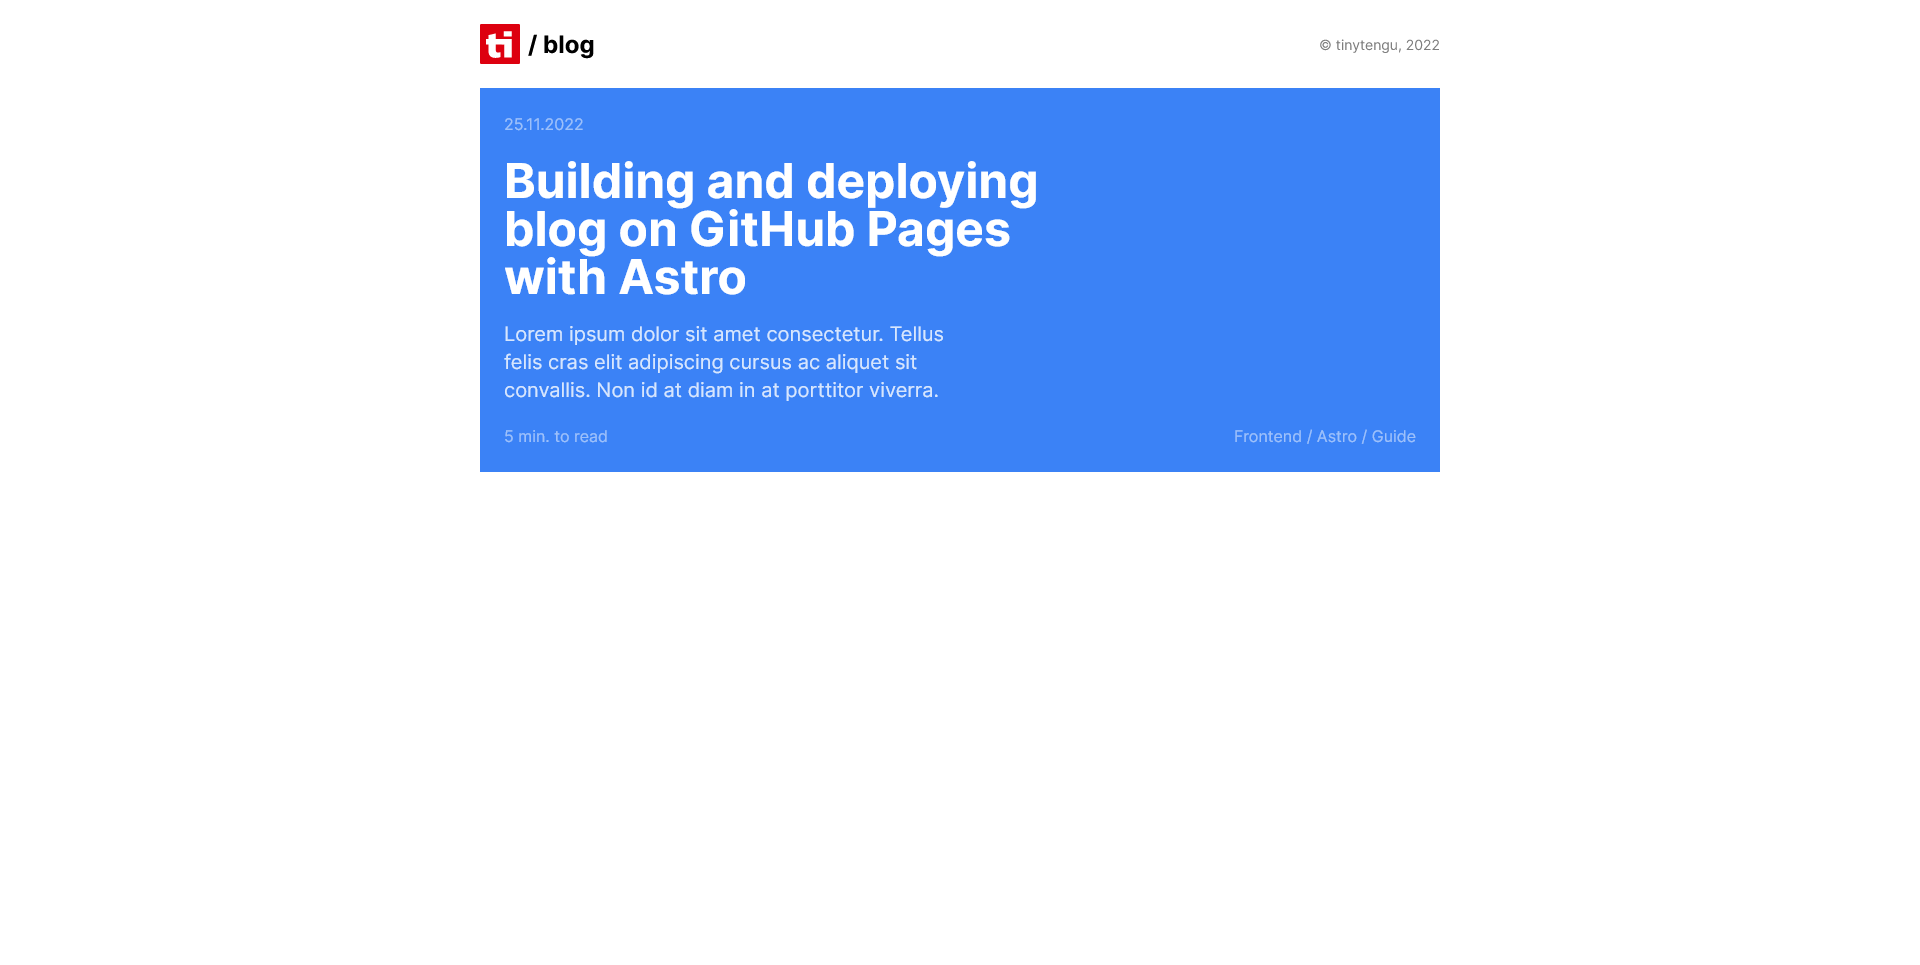 ti / blog
© tinytengu, 2022
25.11.2022
Building and deploying
blog on GitHub Pages
with Astro
Lorem ipsum dolor sit amet consectetur. Tellus
felis cras elit adipiscing cursus ac aliquet sit
convallis. Non id at diam in at porttitor viverra.
5 min. to read
Frontend / Astro / Guide